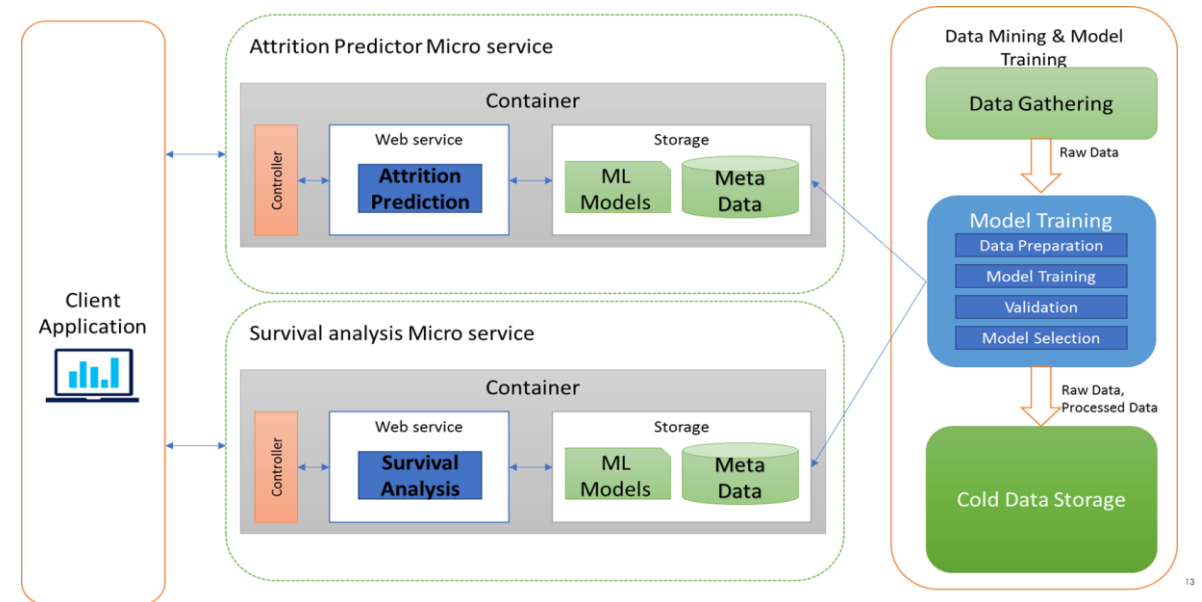 Client
Application
Attrition Predictor Micro service
Container
Controller
Web service
Attrition
Prediction
Storage
ML
Models
Meta
Data
Survival analysis Micro service
Container
Controller
Web service
Survival
Analysis
Storage
ML
Models
Meta
Data
Data Mining & Model
Training
Data Gathering
Raw Data
Model Training
Data Preparation
Model Training
Validation
Model Selection
Raw Data,
Processed Data
Cold Data Storage
13